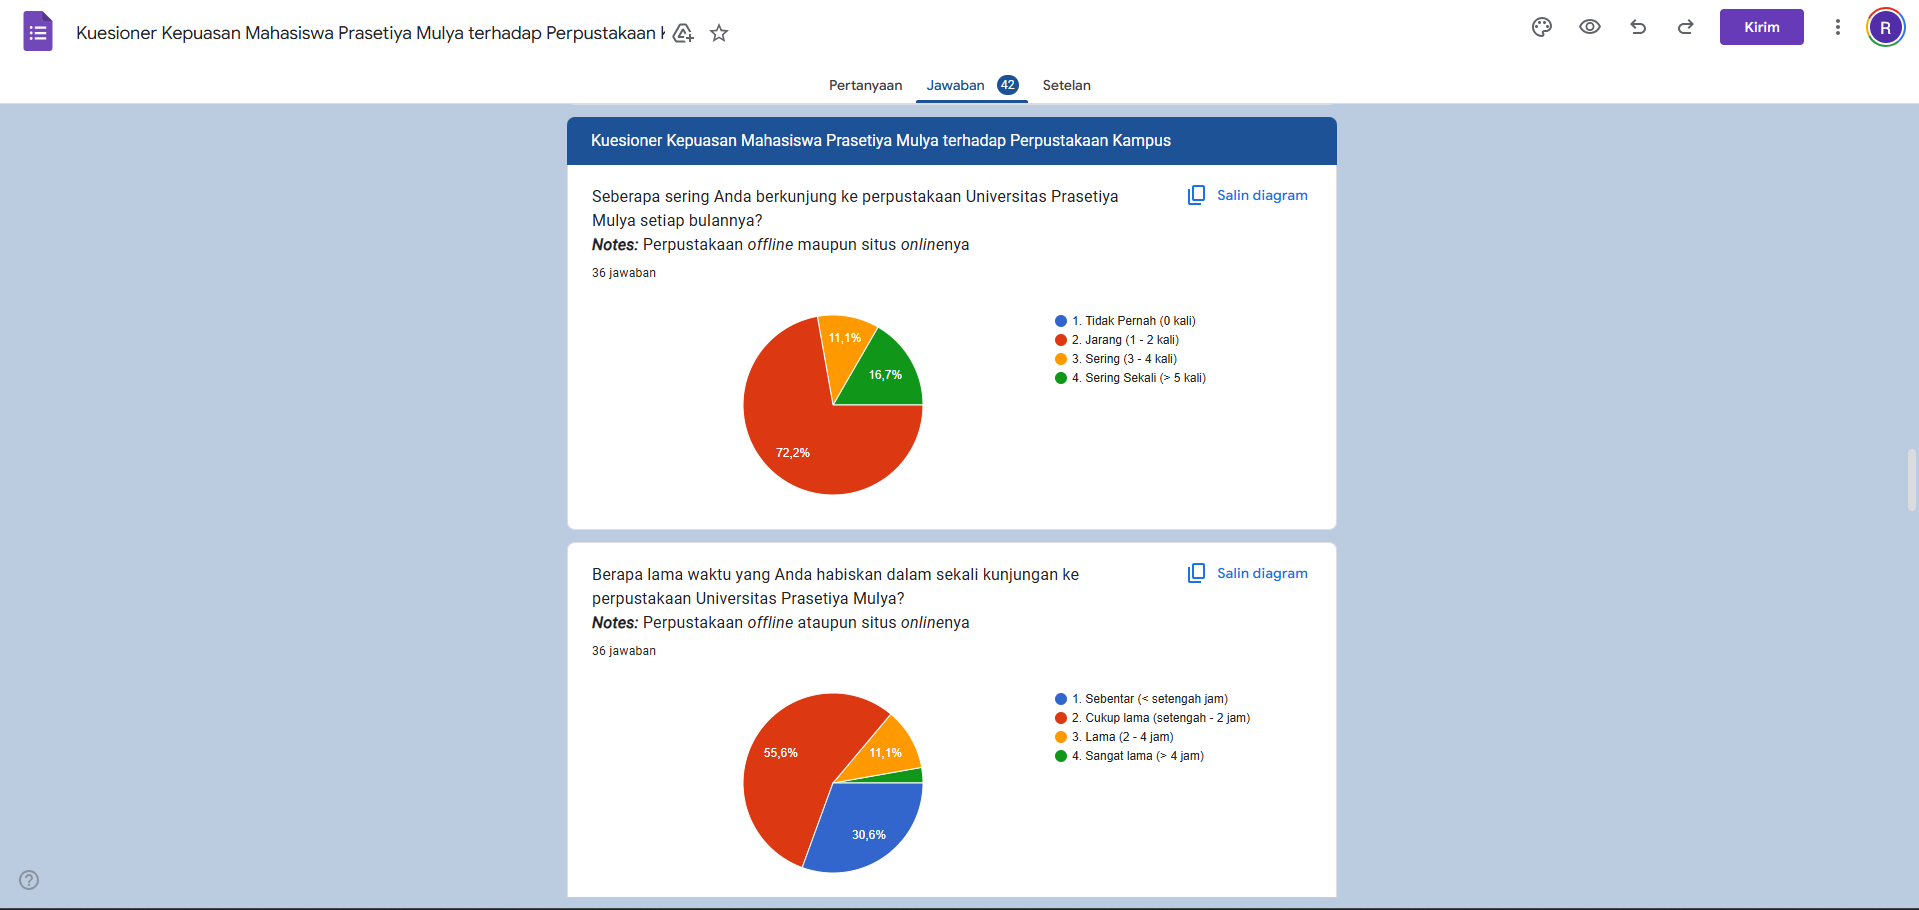 Kuesioner Kepuasan Mahasiswa Prasetiya Mulya terhadap Perpustakaan
Kirim
R
Pertanyaan
Jawaban 42
Setelan
Kuesioner Kepuasan Mahasiswa Prasetiya Mulya terhadap Perpustakaan Kampus
Seberapa sering Anda berkunjung ke perpustakaan Universitas Prasetiya
Mulya setiap bulannya?
Notes: Perpustakaan offline maupun situs onlinenya
36 jawaban
Salin diagram
11,1%
16,7%
72,2%
1. Tidak Pernah (0 kali)
2. Jarang (1 - 2 kali)
3. Sering (3 - 4 kali)
4. Sering Sekali (> 5 kali)
Berapa lama waktu yang Anda habiskan dalam sekali kunjungan ke
perpustakaan Universitas Prasetiya Mulya?
Notes: Perpustakaan offline ataupun situs onlinenya
36 jawaban
Salin diagram
55,6%
11,1%
30,6%
1. Sebentar (< setengah jam)
2. Cukup lama (setengah - 2 jam)
3. Lama (2 - 4 jam)
4. Sangat lama (> 4 jam)